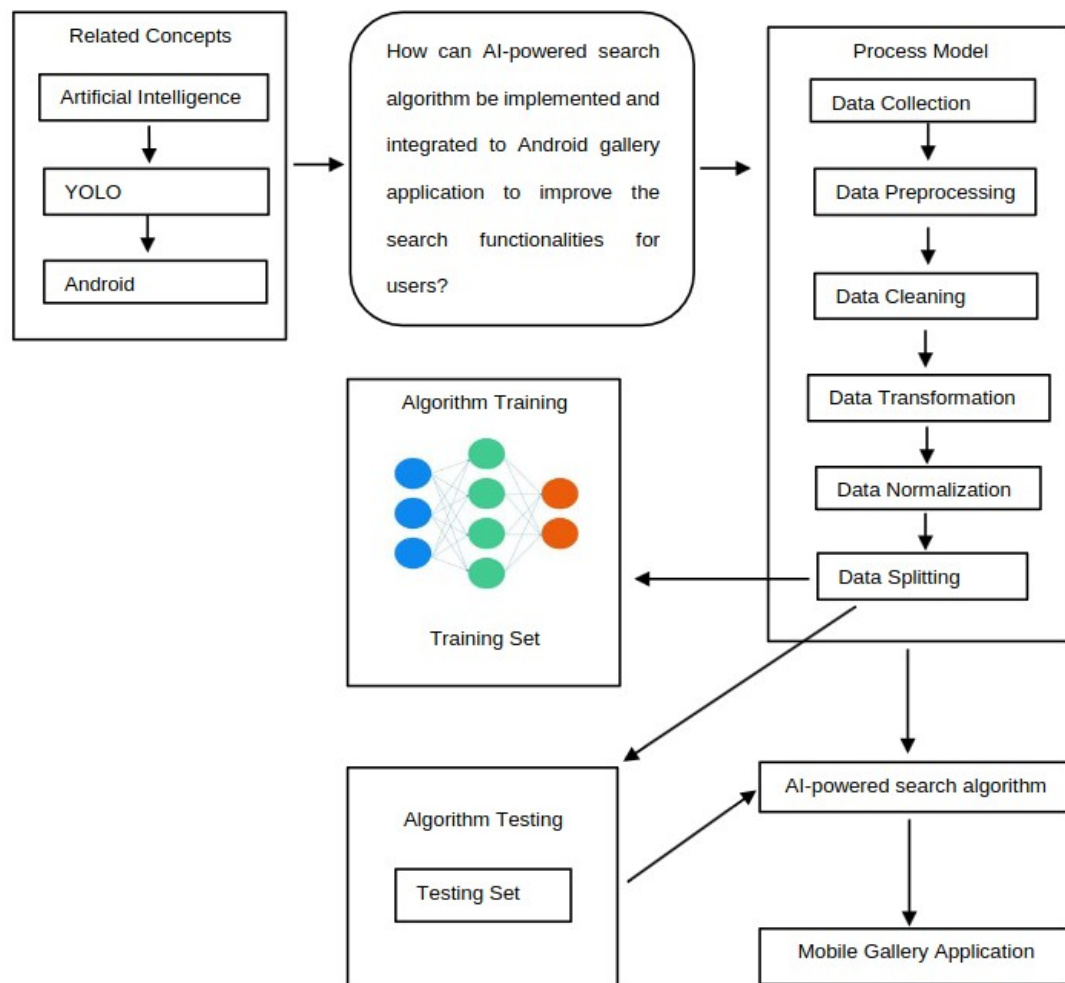 Related Concepts
Artificial Intelligence
YOLO
Android
How can AI-powered search
algorithm be implemented and
integrated to Android gallery
application to improve the
search functionalities for
users?
Process Model
Data Collection
Data Preprocessing
Data Cleaning
Data Transformation
Data Normalization
Data Splitting
Algorithm Training
Training Set
Algorithm Testing
Testing Set
AI-powered search algorithm
Mobile Gallery Application